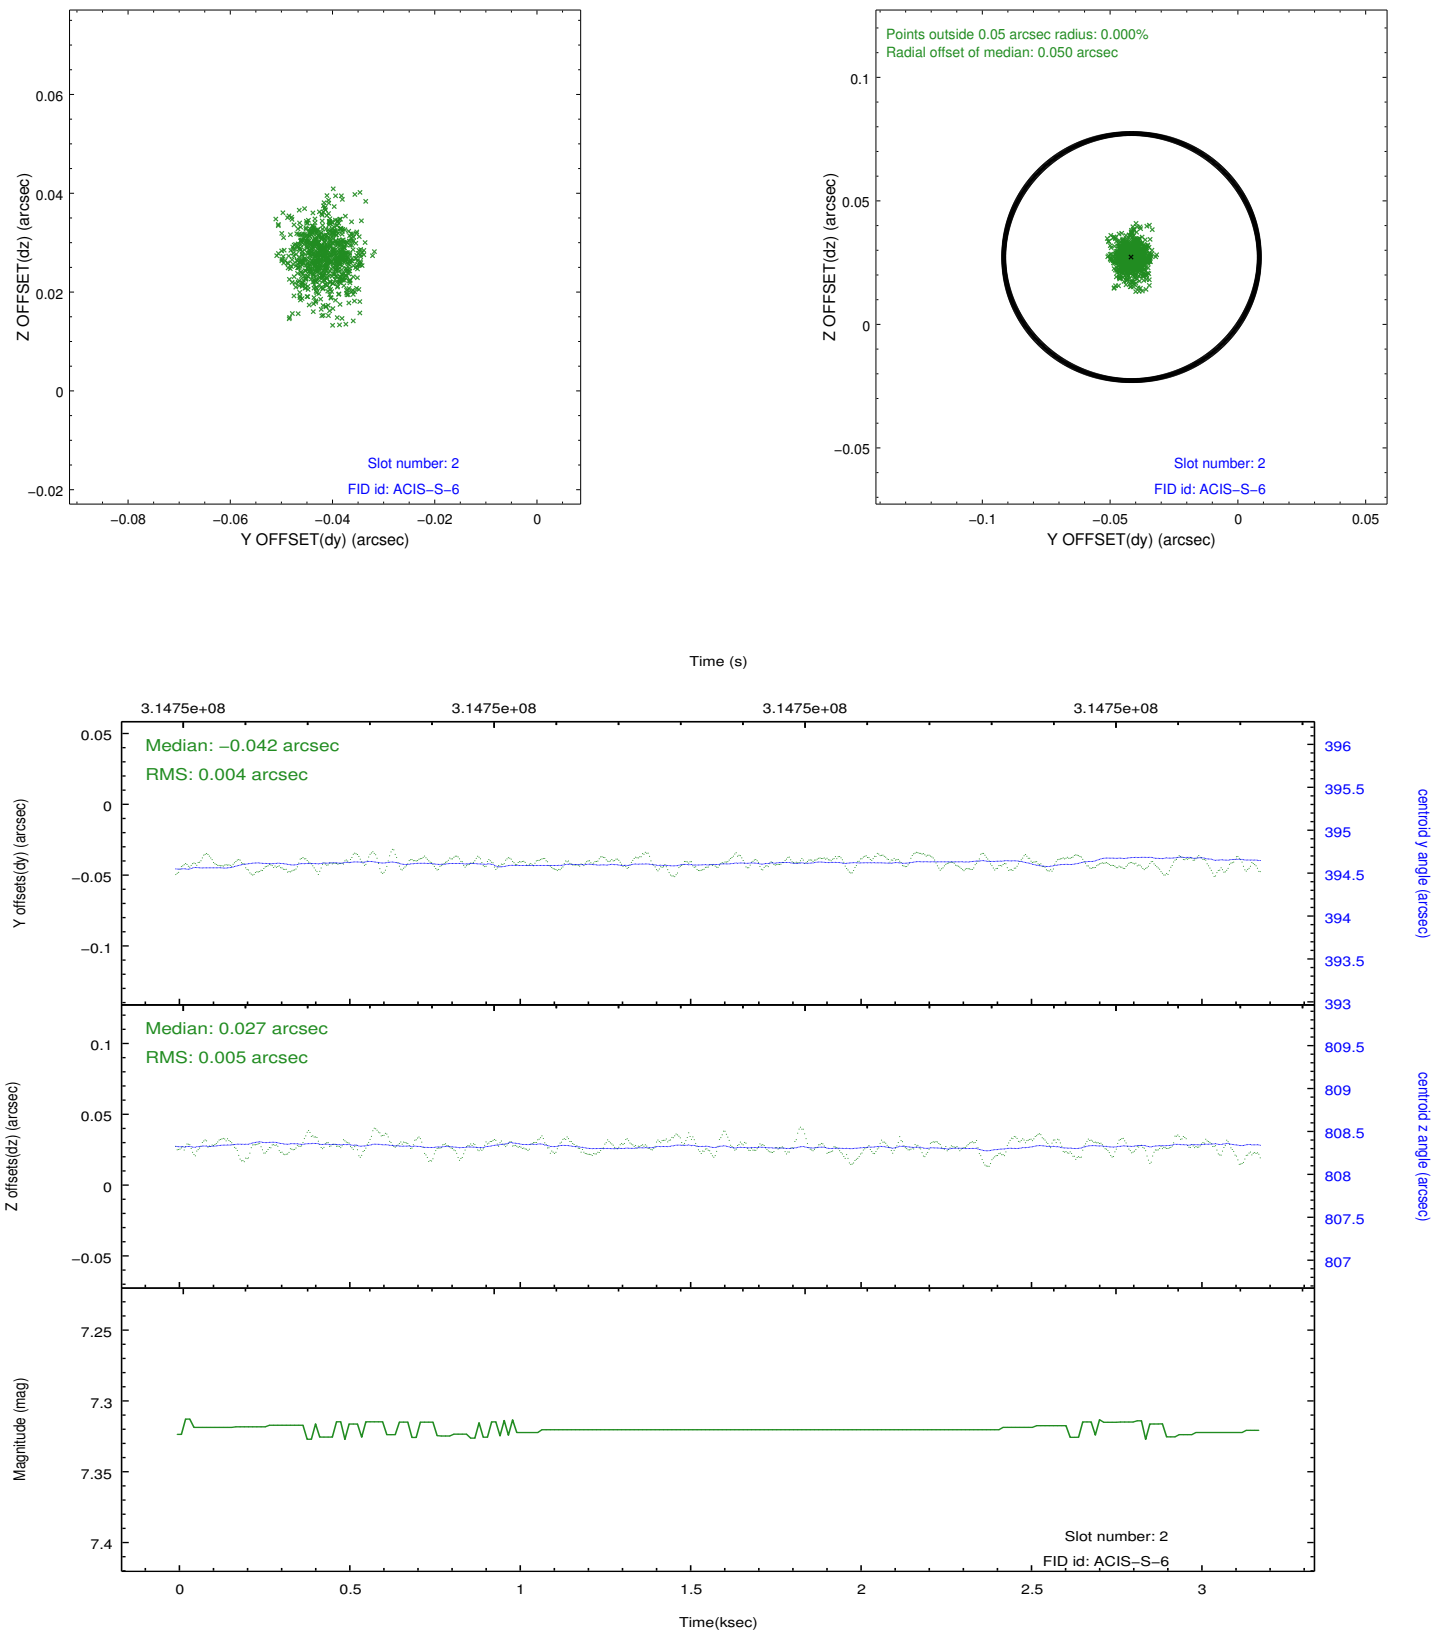 Z OFFSET(dz) (arcsec)
0.06
0.04
0.02
0
−0.02
Slot number: 2
FID id: ACIS−S−6
−0.08 −0.06 −0.04 −0.02 0
Y OFFSET(dy) (arcsec)
Points outside 0.05 arcsec radius: 0.000%
Radial offset of median: 0.050 arcsec
Z OFFSET(dz) (arcsec)
0.1
0.05
0
−0.05
Slot number: 2
FID id: ACIS−S−6
−0.1 −0.05 0 0.05
Y OFFSET(dy) (arcsec)
Time (s)
3.1475e+08 3.1475e+08 3.1475e+08 3.1475e+08
Median: −0.042 arcsec
RMS: 0.004 arcsec
Y offsets(dy) (arcsec)
0.05
0
−0.05
−0.1
396
395.5
395
394.5
394
393.5
393
centroid y angle (arcsec)
Median: 0.027 arcsec
RMS: 0.005 arcsec
Z offsets(dz) (arcsec)
0.1
0.05
0
−0.05
809.5
809
808.5
808
807.5
807
centroid z angle (arcsec)
Magnitude (mag)
7.25
7.3
7.35
7.4
Slot number: 2
FID id: ACIS−S−6
0 0.5 1 1.5 2 2.5 3
Time(ksec)